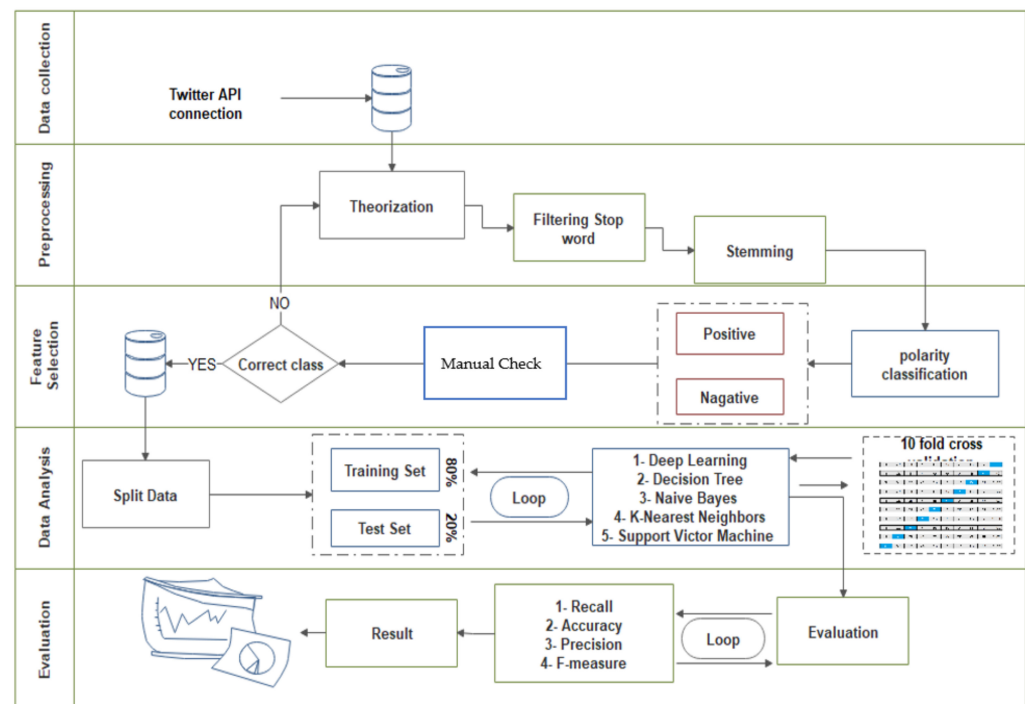 Data collection
Twitter API
connection
Preprocessing
Theorization
Filtering Stop
word
Stemming
Feature
Selection
NO
YES
Correct class
Manual Check
Positive
Nagative
polarity
classification
Data Analysis
Split Data
Training Set
80%
Test Set
20%
Loop
1- Deep Learning
2- Decision Tree
3- Naive Bayes
4- K-Nearest Neighbors
5- Support Victor Machine
10 fold cross
Evaluation
Result
1- Recall
2- Accuracy
3- Precision
4- F-measure
Loop
Evaluation